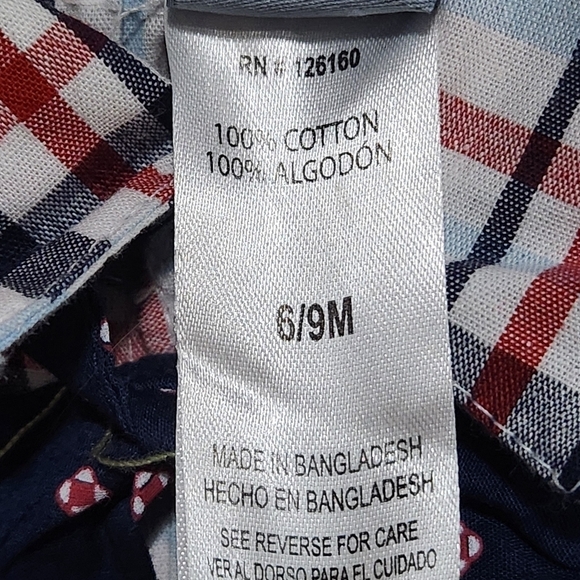 RN # 126160
100% COTTON
100% ALGODÓN
6/9M
MADE IN BANGLADESH
HECHO EN BANGLADESH
SEE REVERSE FOR CARE
VER AL DORSO PARA EL CUIDADO